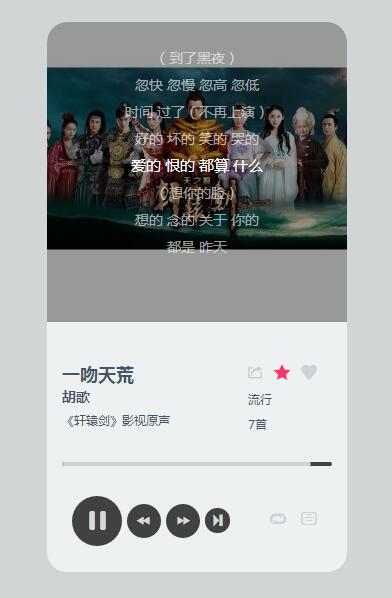 （到了黑夜）
忽快 忽慢 忽高 忽低
时间 过了（不再上演）
好的 坏的 笑的 哭的
爱的 恨的 都算 什么
（想你的脸）
天之痕
想的 念的 关于 你的
都是 昨天
一吻天荒
胡歌
流行
《轩辕剑》影视原声
7首